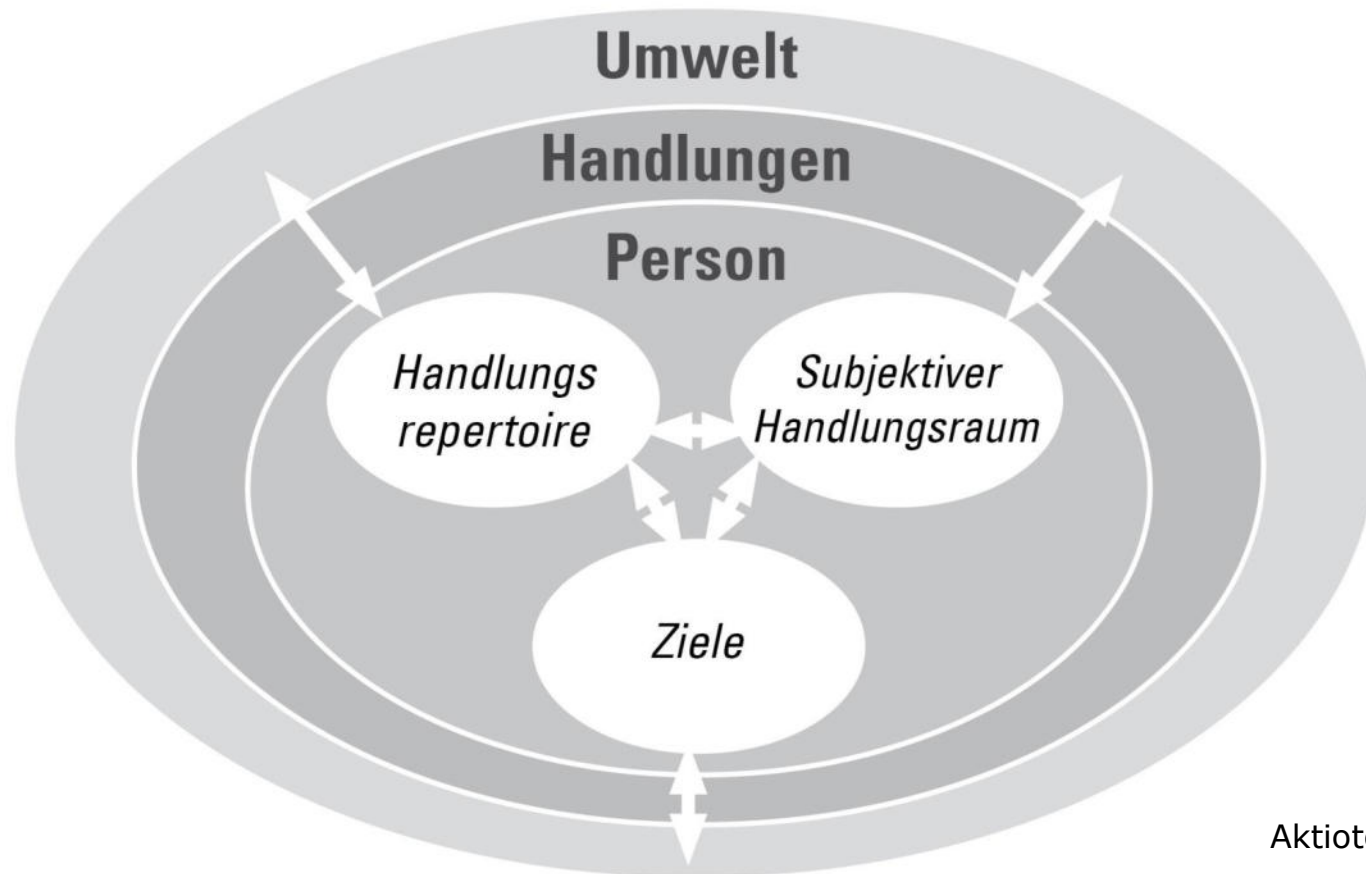 Umwelt
Handlungen
Person
Handlungs
repertoire
Subjektiver
Handlungsraum
Ziele